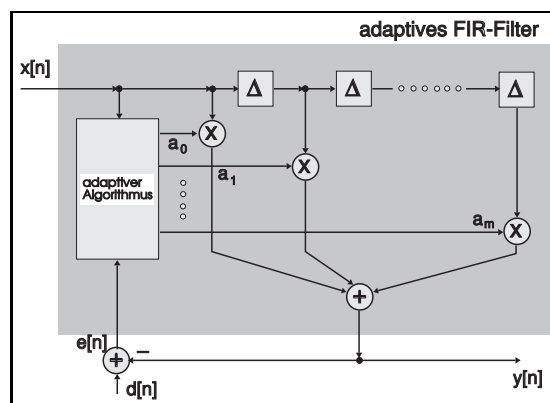 adaptives FIR-Filter
x[n]
Δ
Δ
Δ
X
a0
adaptiver
Algorithmus
a1
X
am
X
+
e[n]
+
−
d[n]
y[n]